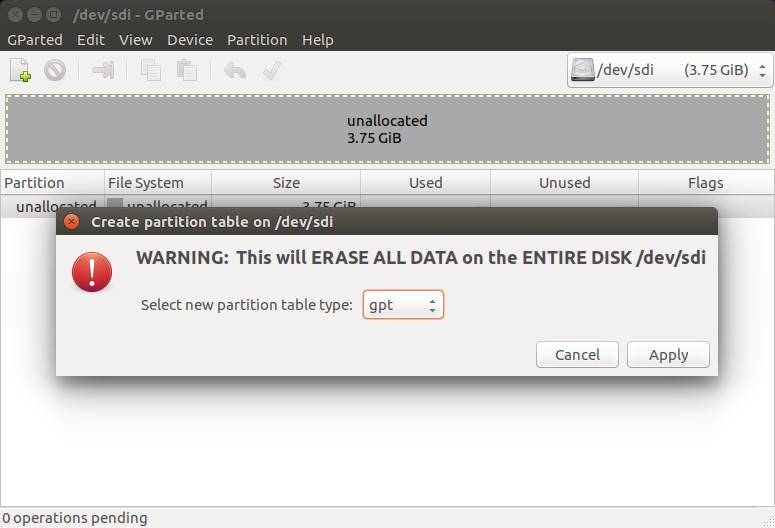 /dev/sdi - GParted
GParted Edit View Device Partition Help
/dev/sdi (3.75 GiB)
unallocated
3.75 GiB
Partition File System Size Used Unused Flags
unallocated unallocated 3.75 GiB
Create partition table on /dev/sdi
WARNING: This will ERASE ALL DATA on the ENTIRE DISK /dev/sdi
Select new partition table type: gpt
Cancel Apply
0 operations pending